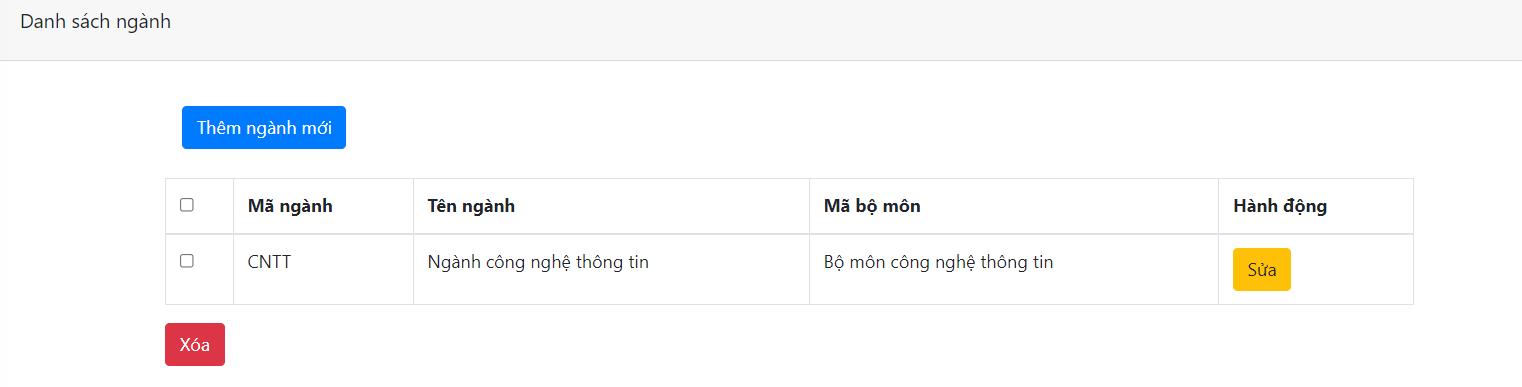 Danh sách ngành
Thêm ngành mới
Mã ngành Tên ngành Mã bộ môn Hành động
CNTT Ngành công nghệ thông tin Bộ môn công nghệ thông tin Sửa
Xóa